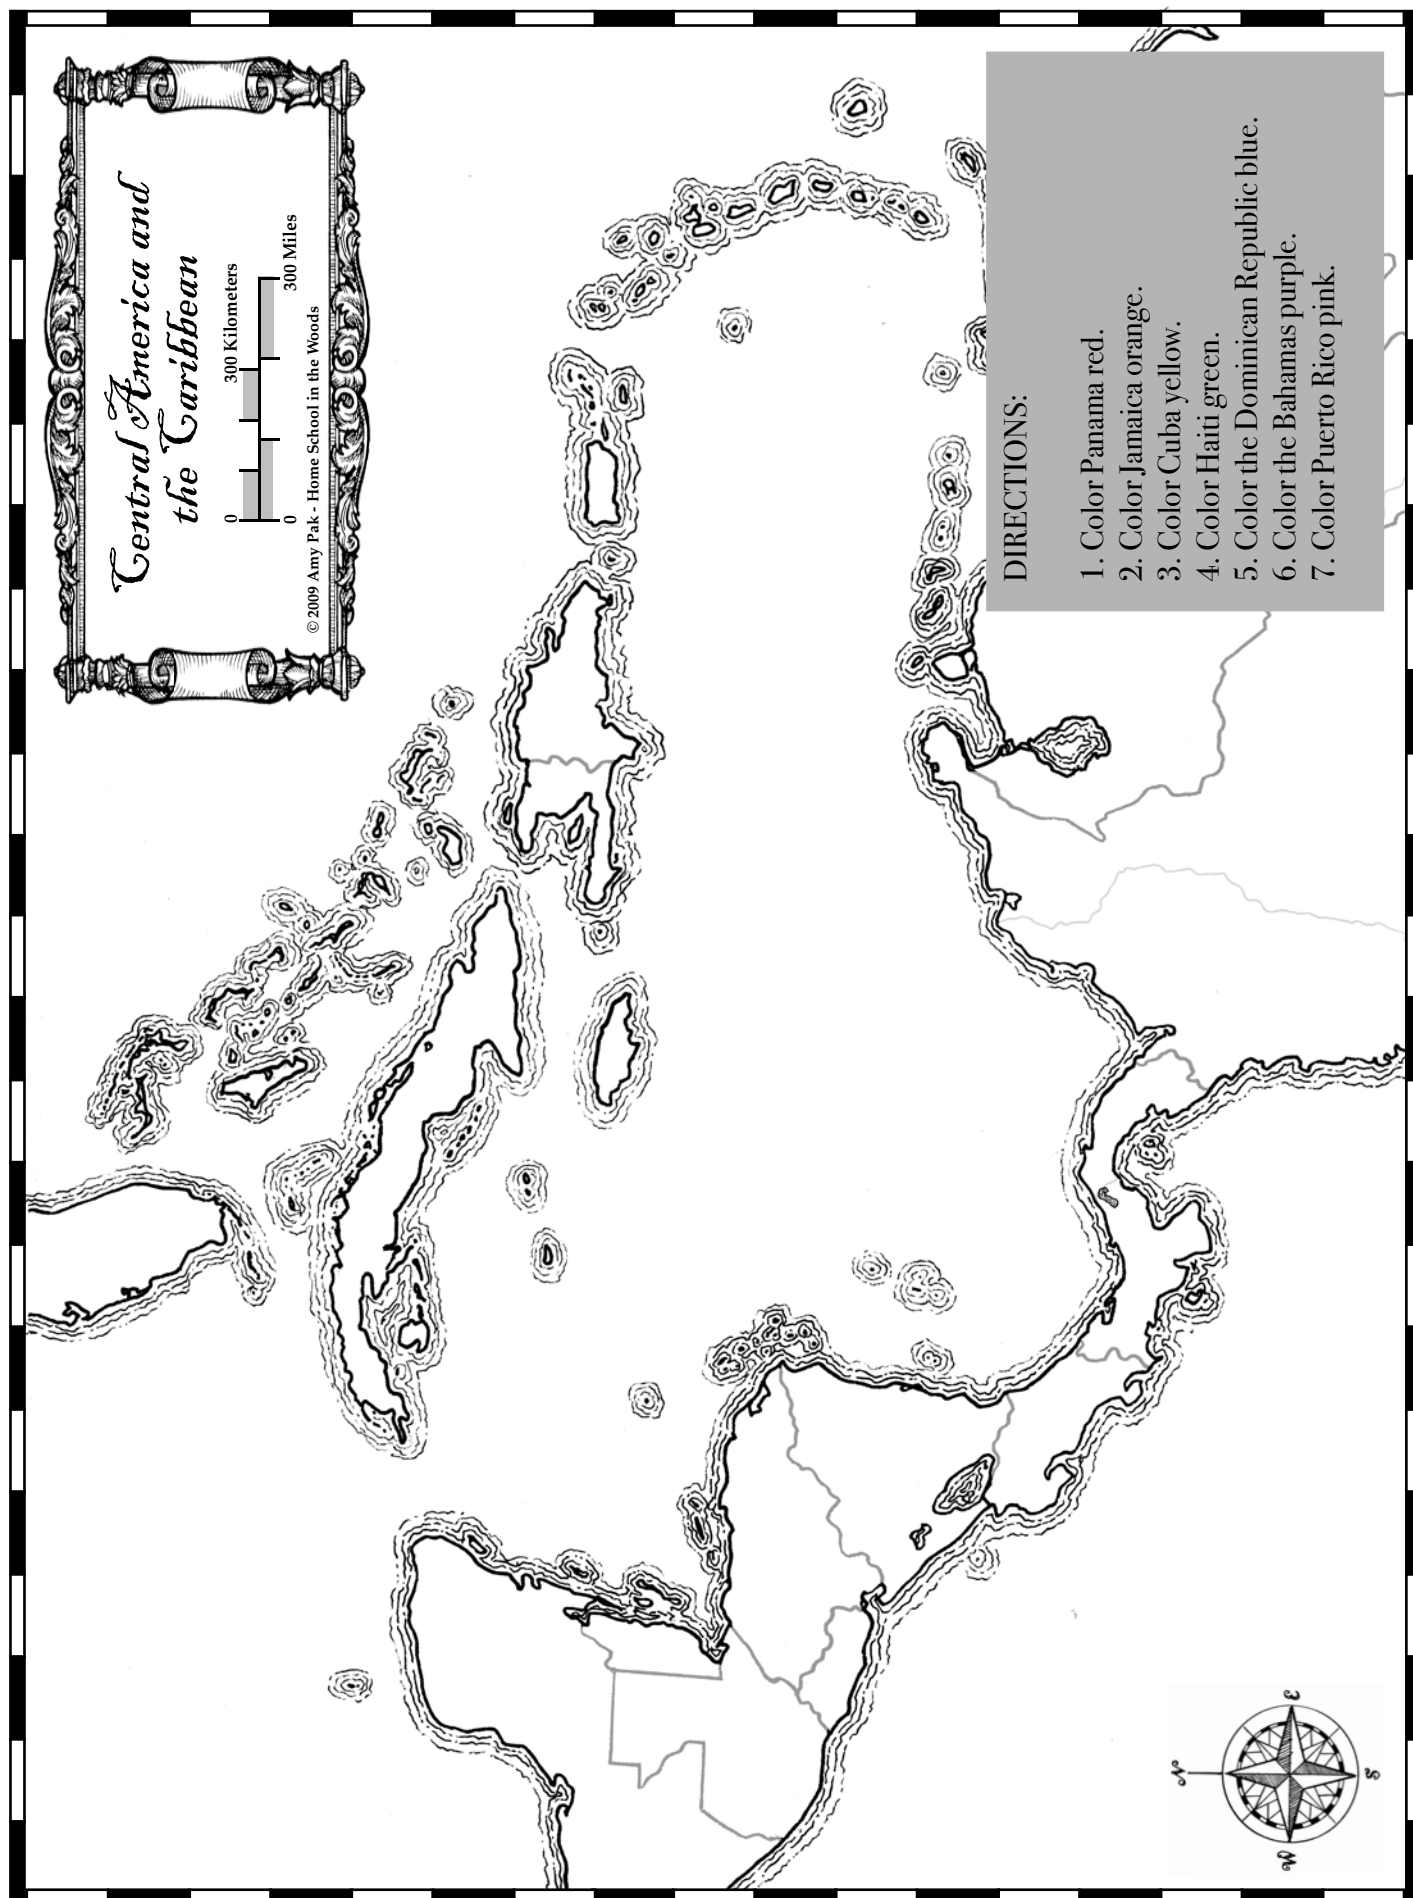 Central America and
the Caribbean
0
300 Kilometers
0
300 Miles
© 2009 Amy Pak - Home School in the Woods
DIRECTIONS:
1. Color Panama red.
2. Color Jamaica orange.
3. Color Cuba yellow.
4. Color Haiti green.
5. Color the Dominican Republic blue.
6. Color the Bahamas purple.
7. Color Puerto Rico pink.
N
W
E
S